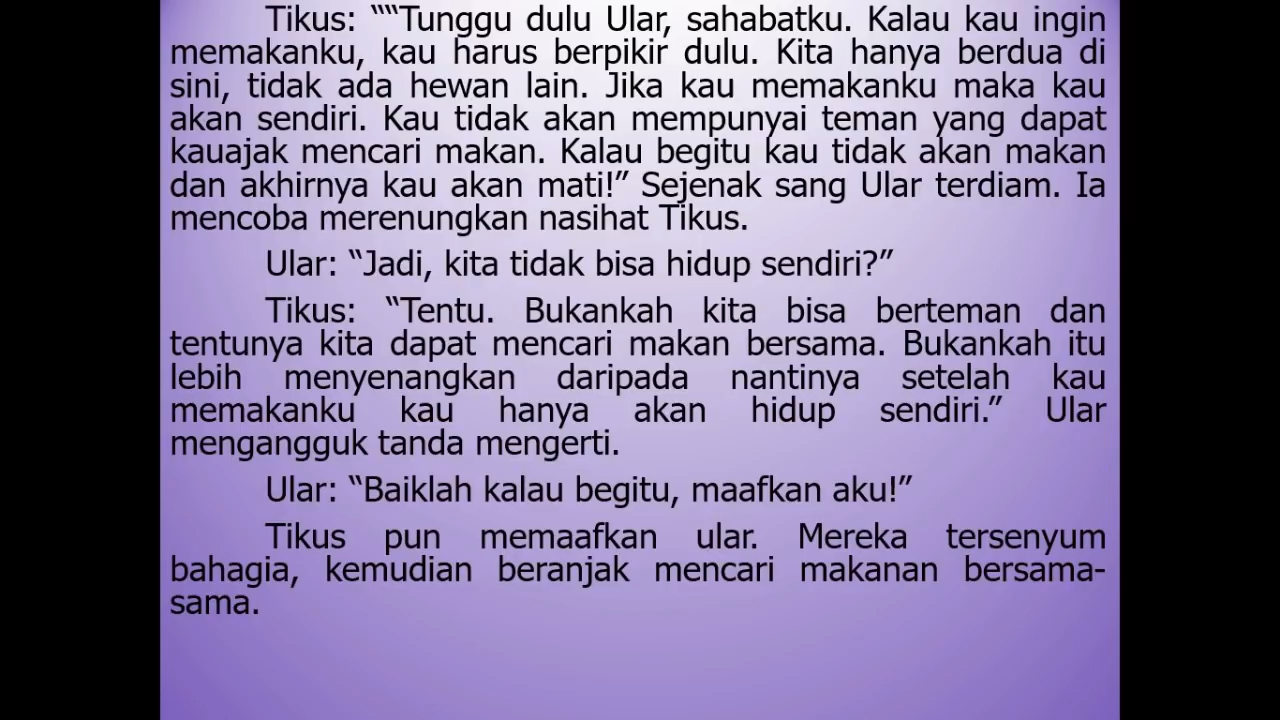 Tikus: ““Tunggu dulu Ular, sahabatku. Kalau kau ingin
memakanku, kau harus berpikir dulu. Kita hanya berdua di
sini, tidak ada hewan lain. Jika kau memakanku maka kau
akan sendiri. Kau tidak akan mempunyai teman yang dapat
kauajak mencari makan. Kalau begitu kau tidak akan makan
dan akhirnya kau akan mati!” Sejenak sang Ular terdiam. Ia
mencoba merenungkan nasihat Tikus.
Ular: “Jadi, kita tidak bisa hidup sendiri?”
Tikus: “Tentu. Bukankah kita bisa berteman dan
tentunya kita dapat mencari makan bersama. Bukankah itu
lebih menyenangkan daripada nantinya setelah kau
memakanku kau hanya akan hidup sendiri.” Ular
mengangguk tanda mengerti.
Ular: “Baiklah kalau begitu, maafkan aku!”
Tikus pun memaafkan ular. Mereka tersenyum
bahagia, kemudian beranjak mencari makanan bersama-
sama.